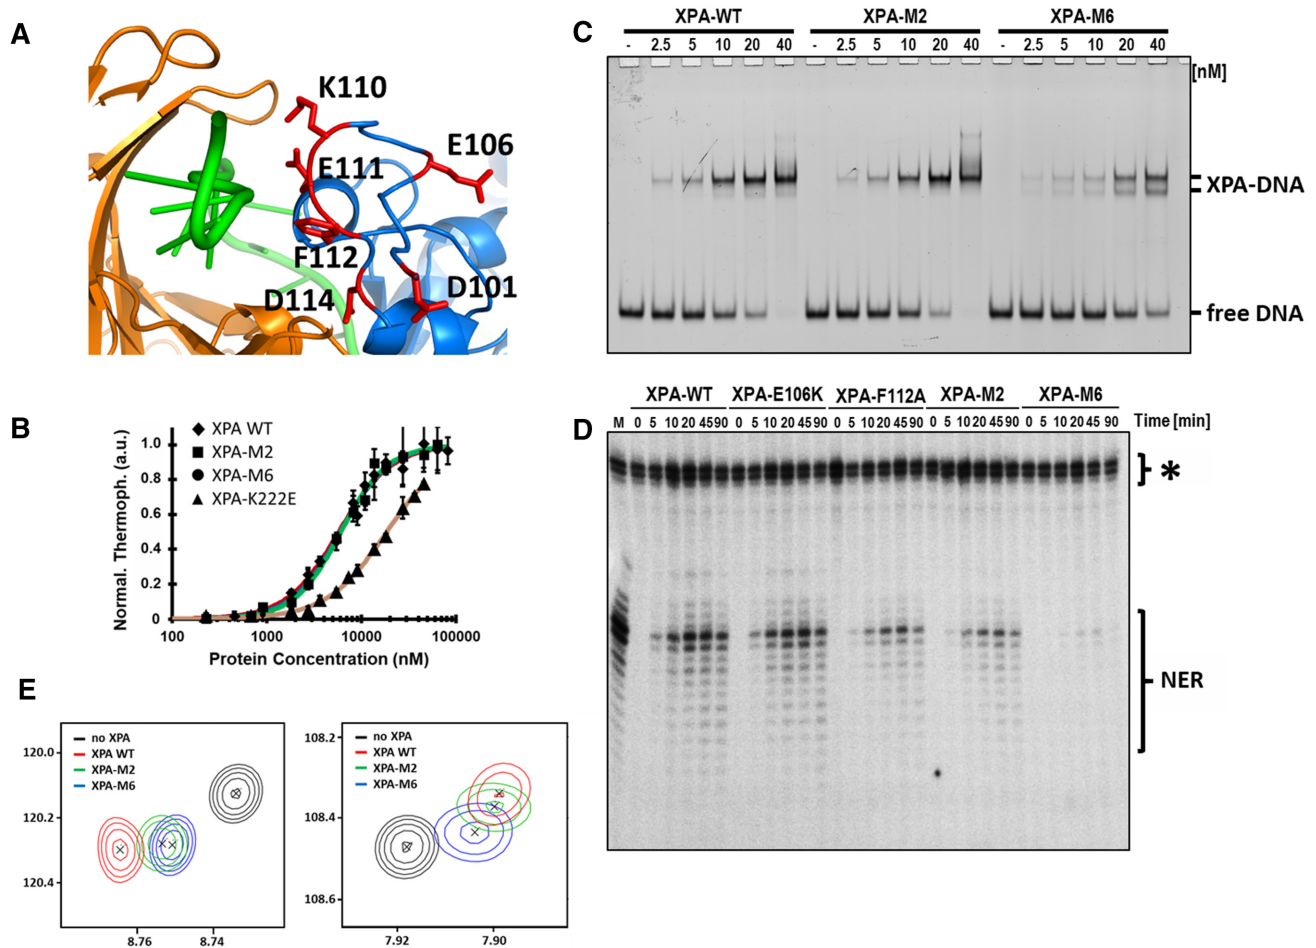 A
K110
E106
E111
F112
D114
D101
B
XPA WT
XPA-M2
XPA-M6
XPA-K222E
Normal. Thermoph. (a.u.)
1.0
0.8
0.6
0.4
0.2
0
100 1000 10000 100000
Protein Concentration (nM)
C
XPA-WT XPA-M2 XPA-M6
- 2.5 5 10 20 40 - 2.5 5 10 20 40 - 2.5 5 10 20 40
[nM]
XPA-DNA
free DNA
D
XPA-WT XPA-E106K XPA-F112A XPA-M2 XPA-M6
M 0 5 10 20 45 90 0 5 10 20 45 90 0 5 10 20 45 90 0 5 10 20 45 90 0 5 10 20 45 90 Time [min]
*
NER
E
no XPA
XPA WT
XPA-M2
XPA-M6
120.0
120.2
120.4
8.76 8.74
no XPA
XPA WT
XPA-M2
XPA-M6
108.2
108.4
108.6
7.92 7.90